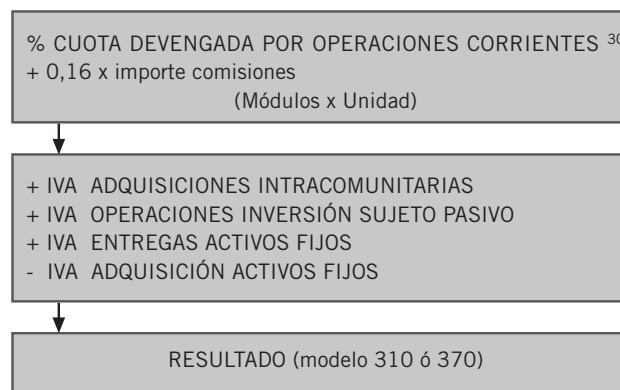 % CUOTA DEVENGADA POR OPERACIONES CORRIENTES 30
+ 0,16 x importe comisiones
(Módulos x Unidad)
+ IVA ADQUISICIONES INTRACOMUNITARIAS
+ IVA OPERACIONES INVERSIÓN SUJETO PASIVO
+ IVA ENTREGAS ACTIVOS FIJOS
- IVA ADQUISICIÓN ACTIVOS FIJOS
RESULTADO (modelo 310 ó 370)